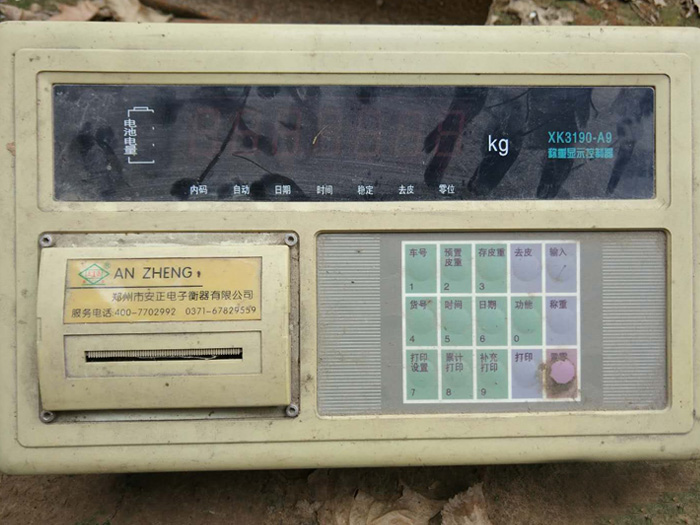 电池电量
kg
XK3190-A9
称重显示控制器
内码 自动 日期 时间 稳定 去皮 零位
AN ZHENG
郑州市安正电子衡器有限公司
服务电话:400-7702992 0371-67829559
车号 预置皮重 存皮重 去皮 输入
1 2 3
货号 时间 日期 功能 称重
4 5 6 0
打印设置 累计打印 补充打印 打印 置零
7 8 9